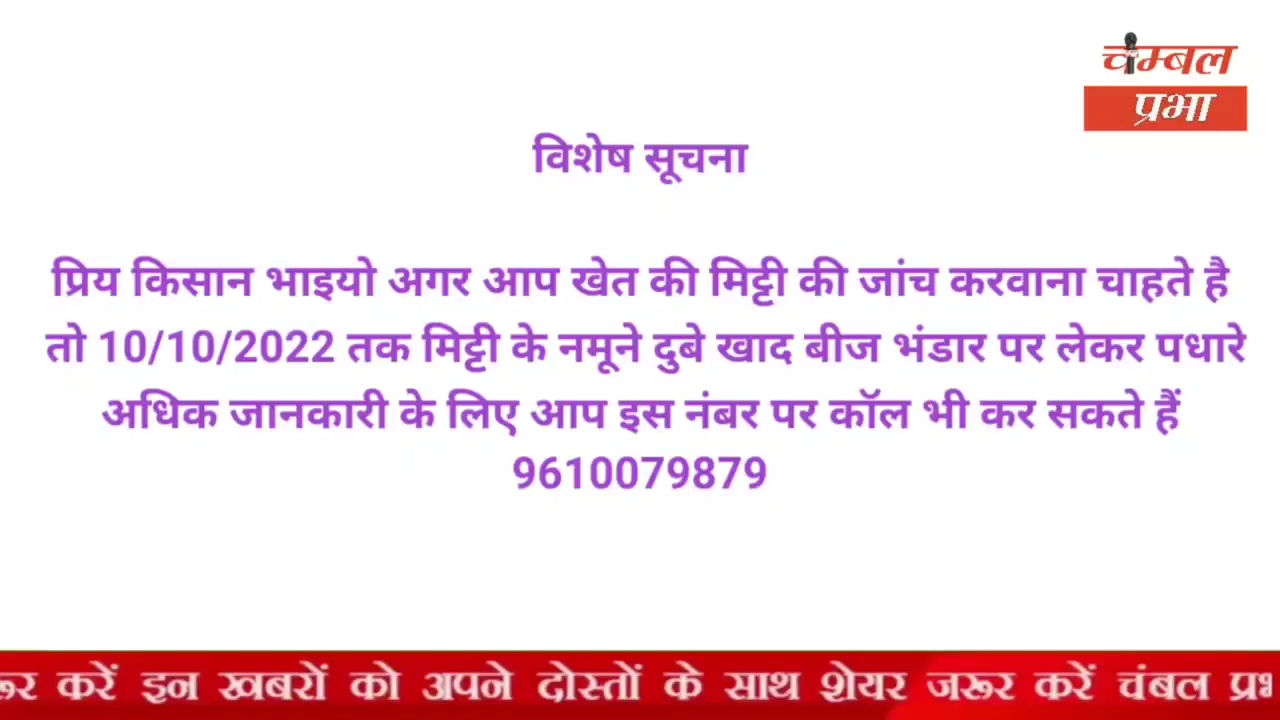 चम्बल
प्रभा
विशेष सूचना
प्रिय किसान भाइयो अगर आप खेत की मिट्टी की जांच करवाना चाहते है
तो 10/10/2022 तक मिट्टी के नमूने दुबे खाद बीज भंडार पर लेकर पधारे
अधिक जानकारी के लिए आप इस नंबर पर कॉल भी कर सकते हैं
9610079879
करें इन खबरों को अपने दोस्तों के साथ शेयर जरूर करें चंबल